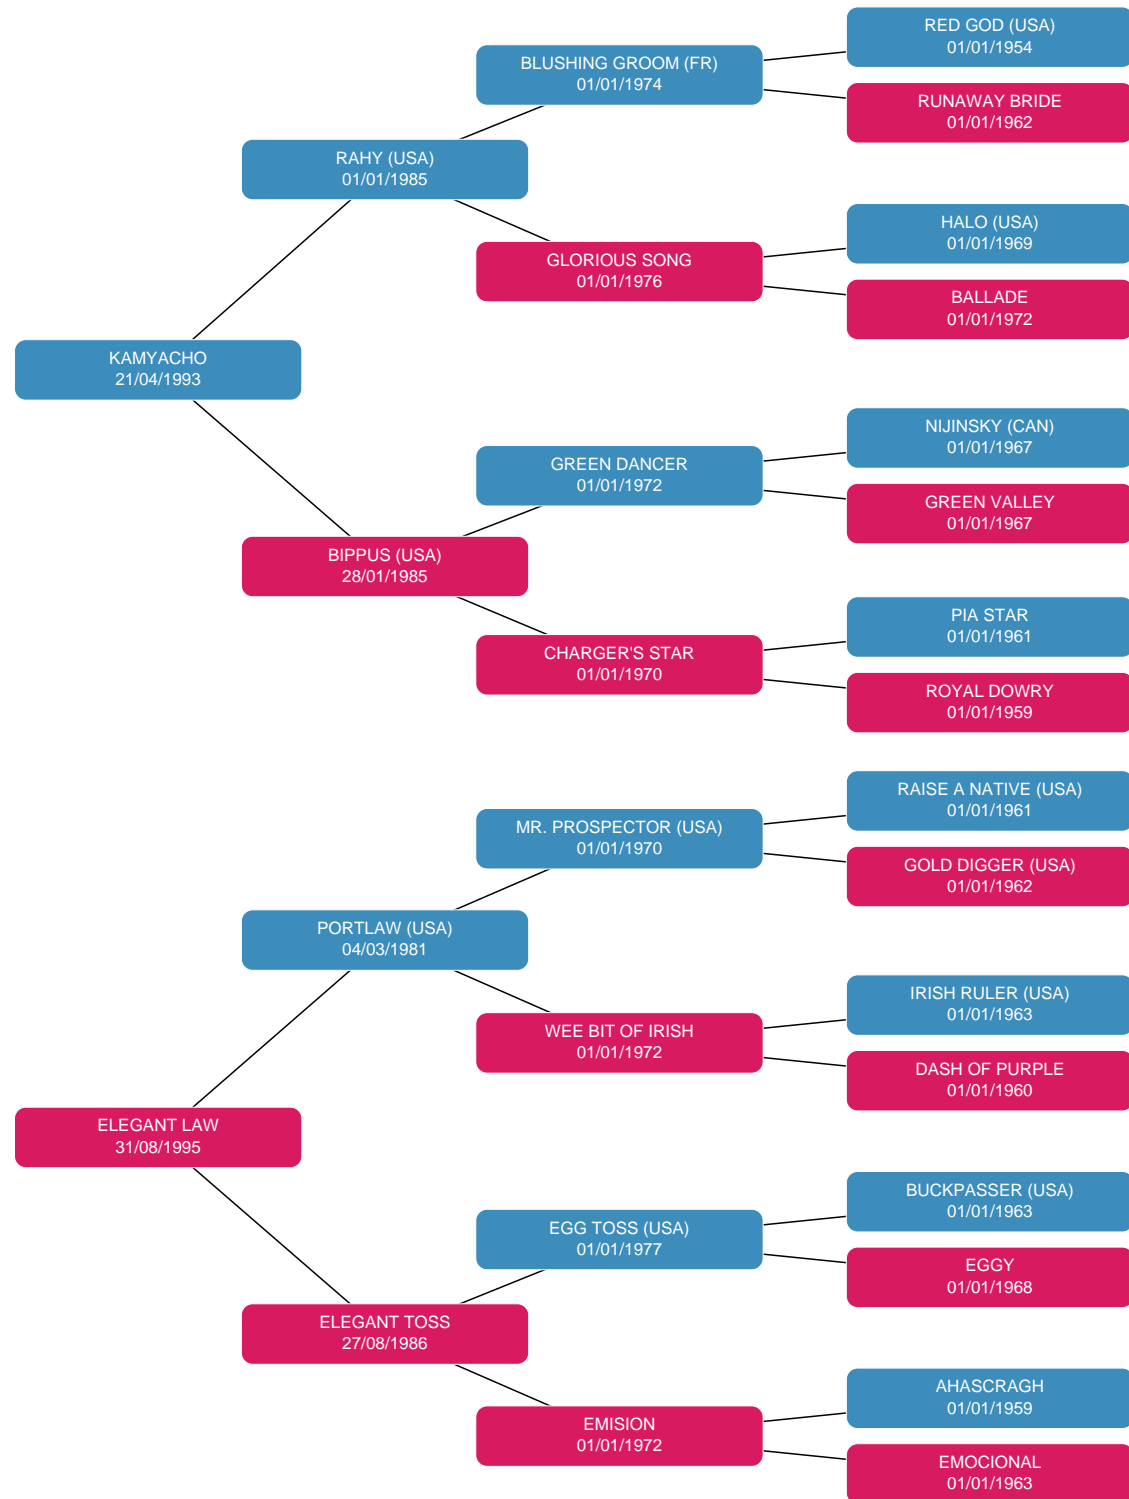 RED GOD (USA)
01/01/1954
BLUSHING GROOM (FR)
01/01/1974
RUNAWAY BRIDE
01/01/1962
RAHY (USA)
01/01/1985
HALO (USA)
01/01/1969
GLORIOUS SONG
01/01/1976
BALLADE
01/01/1972
KAMYACHO
21/04/1993
NIJINSKY (CAN)
01/01/1967
GREEN DANCER
01/01/1972
GREEN VALLEY
01/01/1967
BIPPUS (USA)
28/01/1985
PIA STAR
01/01/1961
CHARGER'S STAR
01/01/1970
ROYAL DOWRY
01/01/1959
RAISE A NATIVE (USA)
01/01/1961
MR. PROSPECTOR (USA)
01/01/1970
GOLD DIGGER (USA)
01/01/1962
PORTLAW (USA)
04/03/1981
IRISH RULER (USA)
01/01/1963
WEE BIT OF IRISH
01/01/1972
DASH OF PURPLE
01/01/1960
ELEGANT LAW
31/08/1995
BUCKPASSER (USA)
01/01/1963
EGG TOSS (USA)
01/01/1977
EGGY
01/01/1968
ELEGANT TOSS
27/08/1986
AHASCRAGH
01/01/1959
EMISION
01/01/1972
EMOCIONAL
01/01/1963